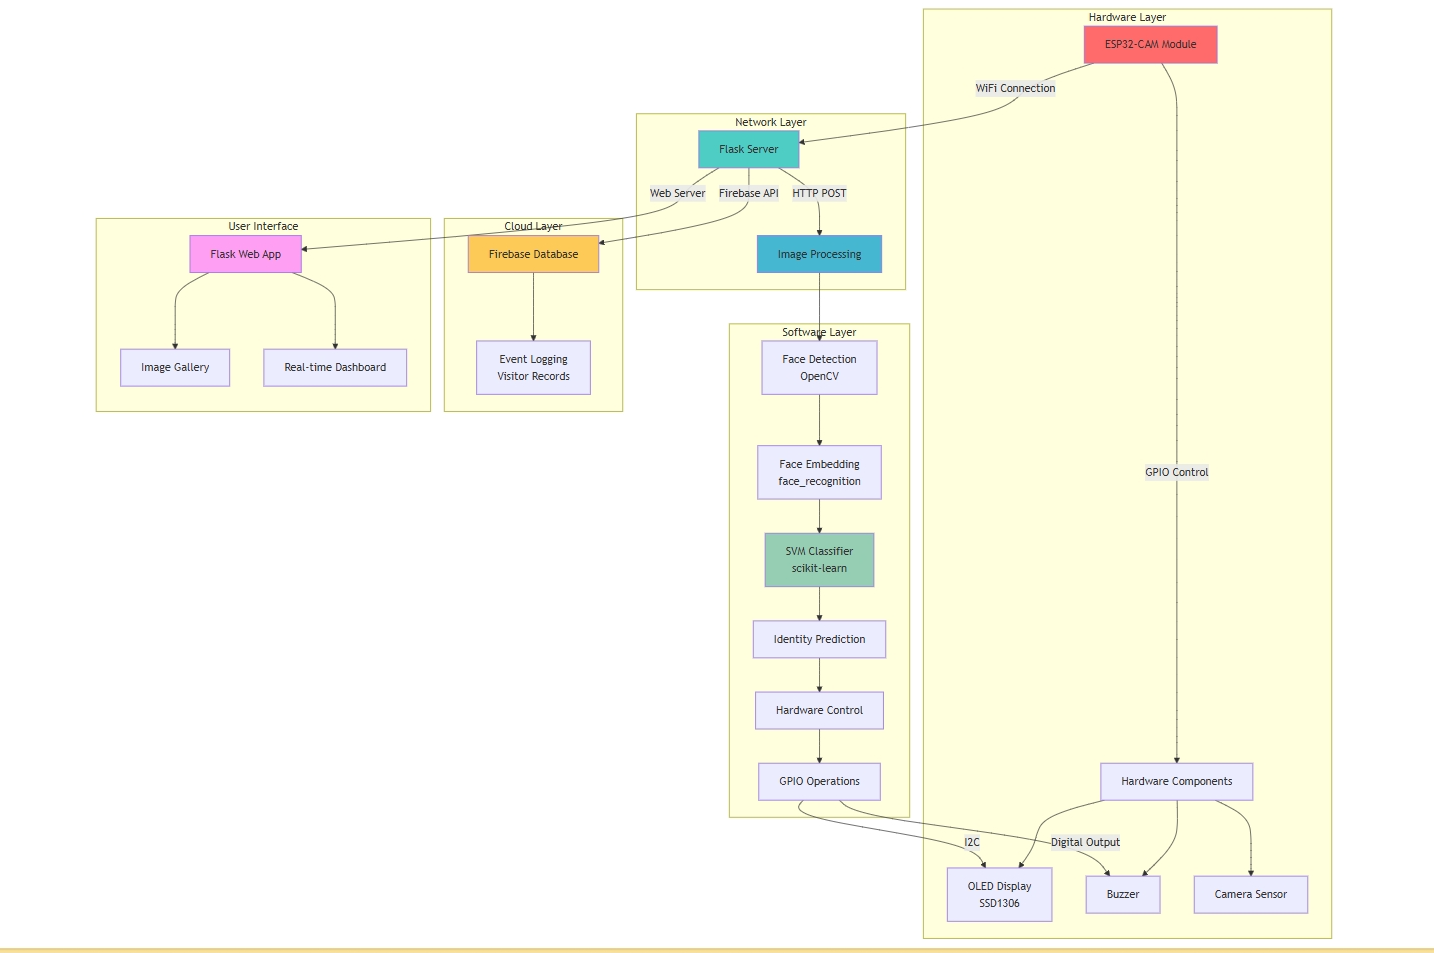 Hardware Layer
ESP32-CAM Module
WiFi Connection
Network Layer
Flask Server
Web Server
Firebase API
HTTP POST
User Interface
Cloud Layer
Flask Web App
Firebase Database
Image Processing
Software Layer
Image Gallery
Real-time Dashboard
Event Logging
Visitor Records
Face Detection
OpenCV
Face Embedding
face_recognition
GPIO Control
SVM Classifier
scikit-learn
Identity Prediction
Hardware Control
GPIO Operations
Hardware Components
I2C
Digital Output
OLED Display
SSD1306
Buzzer
Camera Sensor